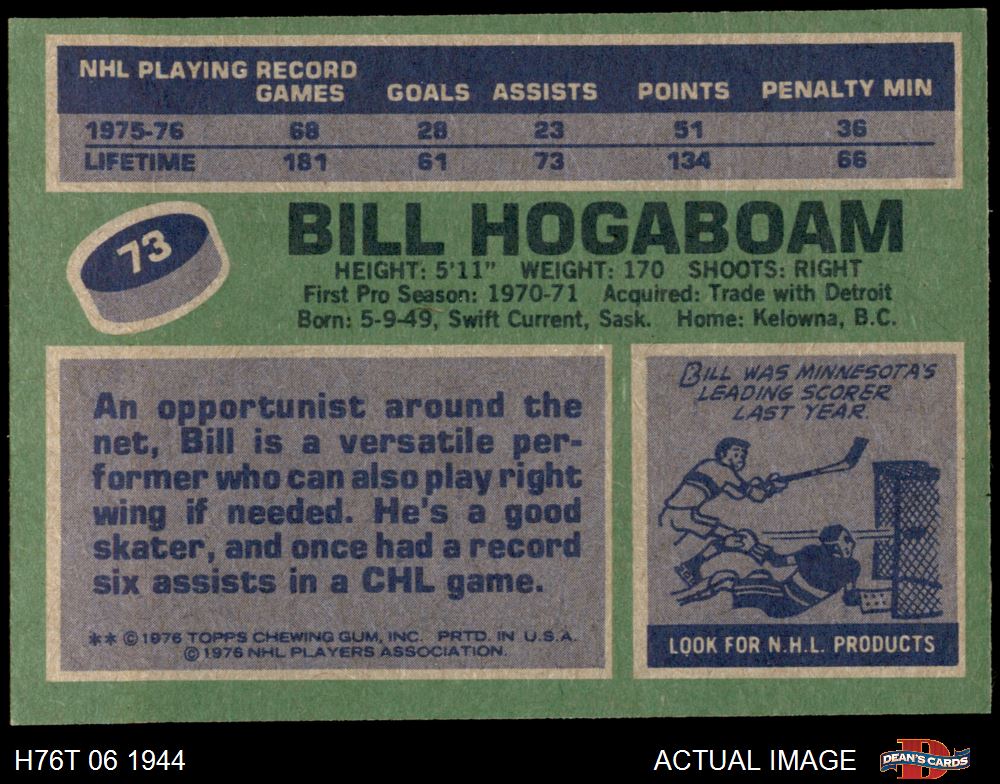 NHL PLAYING RECORD
GAMES GOALS ASSISTS POINTS PENALTY MIN
1975-76 68 28 23 51 36
LIFETIME 181 61 73 134 66
73
BILL HOGABOAM
HEIGHT: 5'11" WEIGHT: 170 SHOOTS: RIGHT
First Pro Season: 1970-71 Acquired: Trade with Detroit
Born: 5-9-49, Swift Current, Sask. Home: Kelowna, B.C.
An opportunist around the
net, Bill is a versatile per-
former who can also play right
wing if needed. He's a good
skater, and once had a record
six assists in a CHL game.
** © 1976 TOPPS CHEWING GUM, INC. PRTD. IN U.S.A.
© 1976 NHL PLAYERS ASSOCIATION.
BILL WAS MINNESOTA'S
LEADING SCORER
LAST YEAR.
LOOK FOR N.H.L. PRODUCTS
H76T 06 1944
ACTUAL IMAGE
D
DEAN'S CARDS